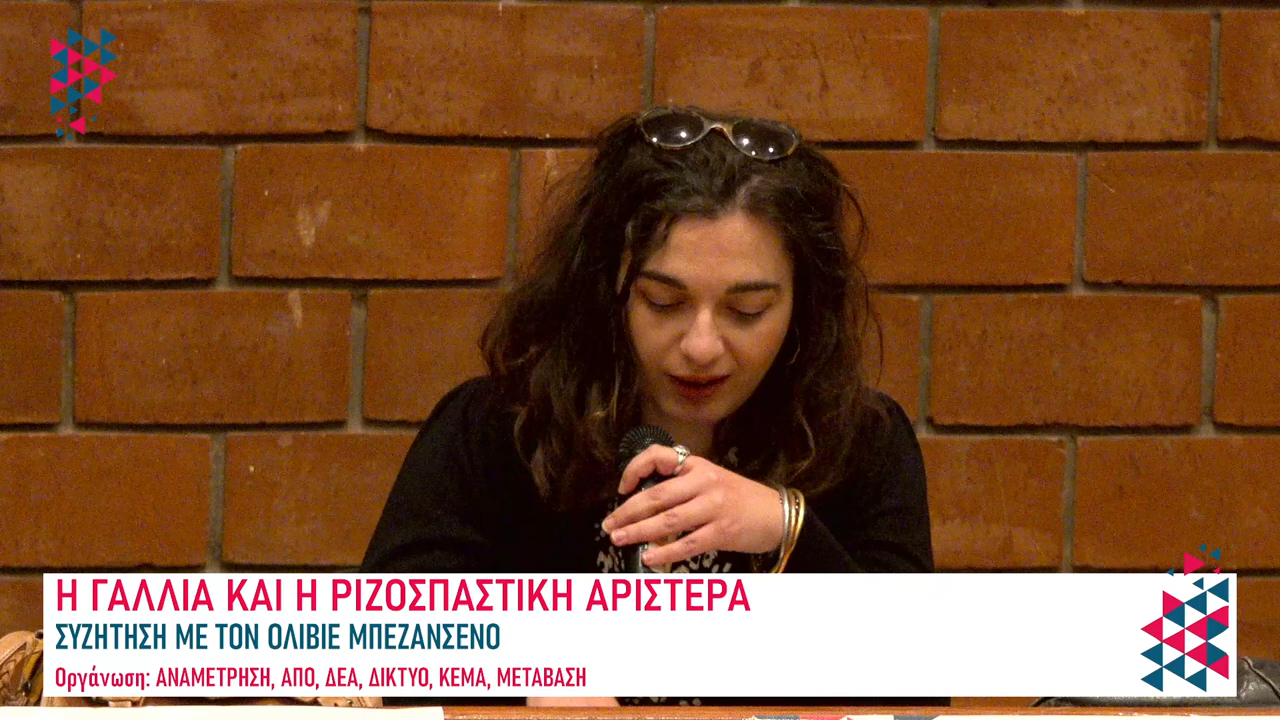 Η ΓΑΛΛΙΑ ΚΑΙ Η ΡΙΖΟΣΠΑΣΤΙΚΗ ΑΡΙΣΤΕΡΑ
ΣΥΖΗΤΗΣΗ ΜΕ ΤΟΝ ΟΛΙΒΙΕ ΜΠΕΖΑΝΣΕΝΟ
Οργάνωση: ΑΝΑΜΕΤΡΗΣΗ, ΑΠΟ, ΔΕΑ, ΔΙΚΤΥΟ, ΚΕΜΑ, ΜΕΤΑΒΑΣΗ